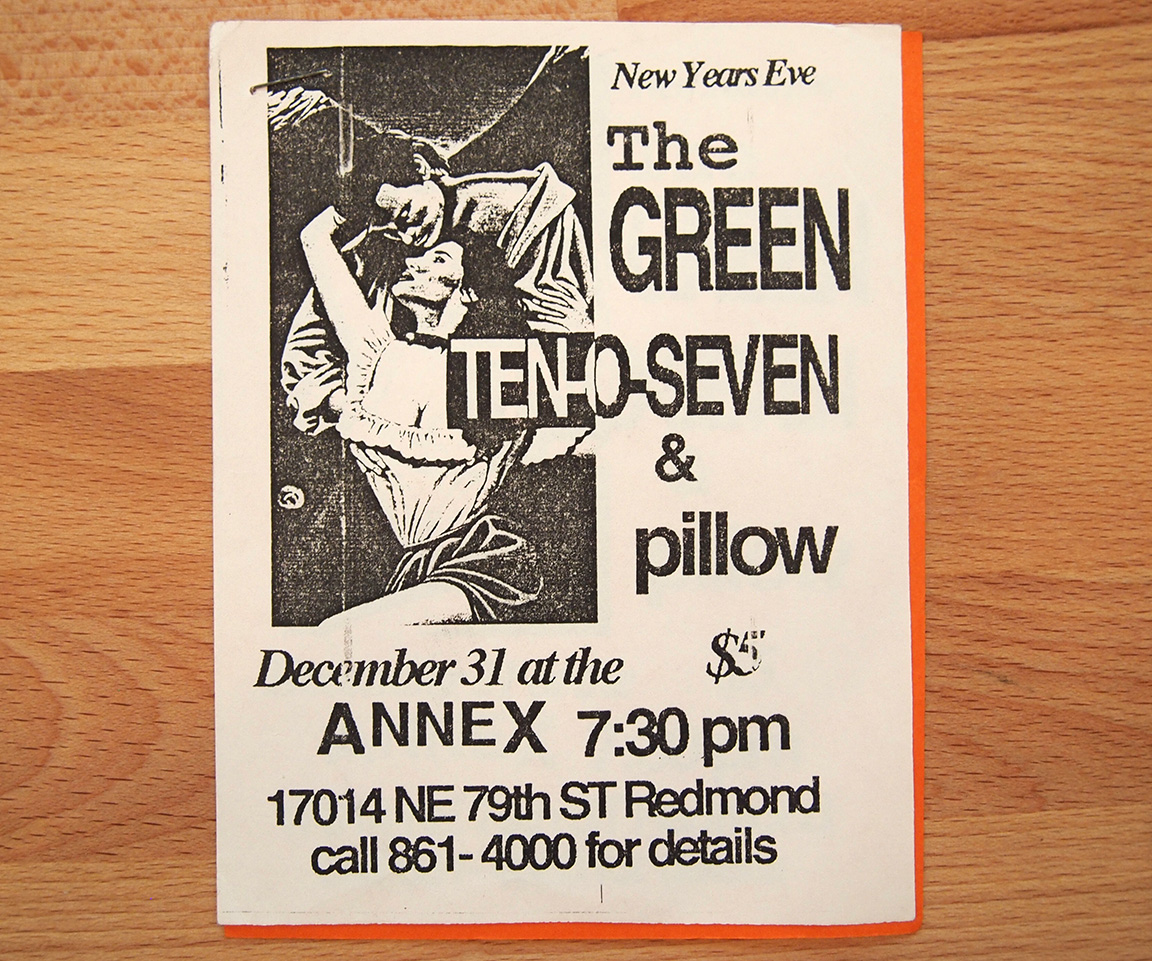 New Years Eve
The
GREEN
TEN-O-SEVEN
&
pillow
$5
December 31 at the
ANNEX 7:30 pm
17014 NE 79th ST Redmond
call 861-4000 for details